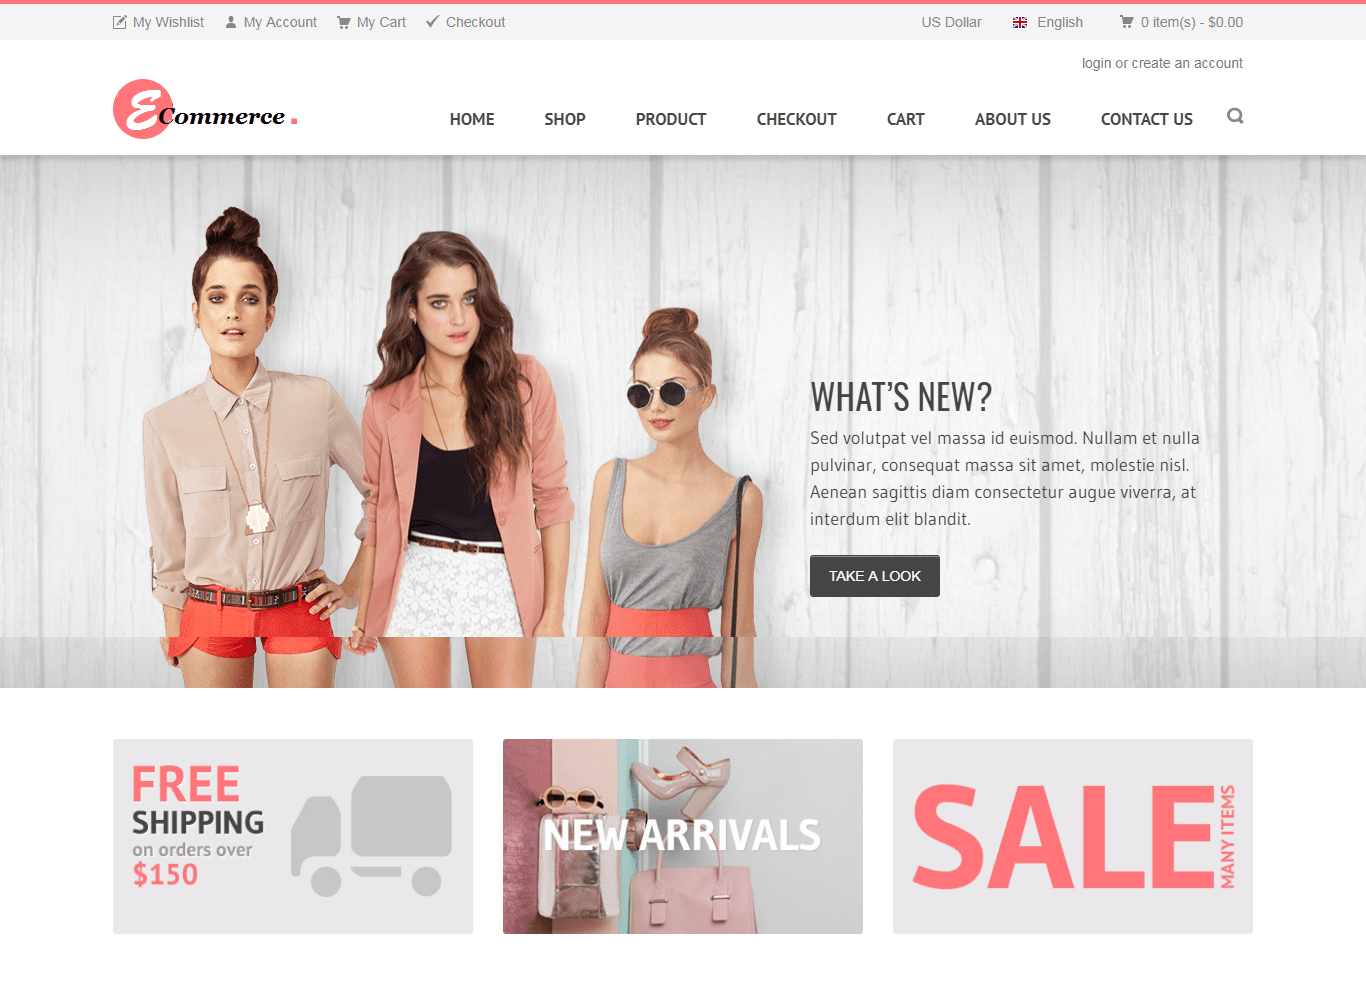 My Wishlist My Account My Cart Checkout US Dollar English 0 item(s) - $0.00
login or create an account
E Commerce .
HOME SHOP PRODUCT CHECKOUT CART ABOUT US CONTACT US
WHAT'S NEW?
Sed volutpat vel massa id euismod. Nullam et nulla
pulvinar, consequat massa sit amet, molestie nisl.
Aenean sagittis diam consectetur augue viverra, at
interdum elit blandit.
TAKE A LOOK
FREE
SHIPPING
on orders over
$150
NEW ARRIVALS
SALE
MANY ITEMS